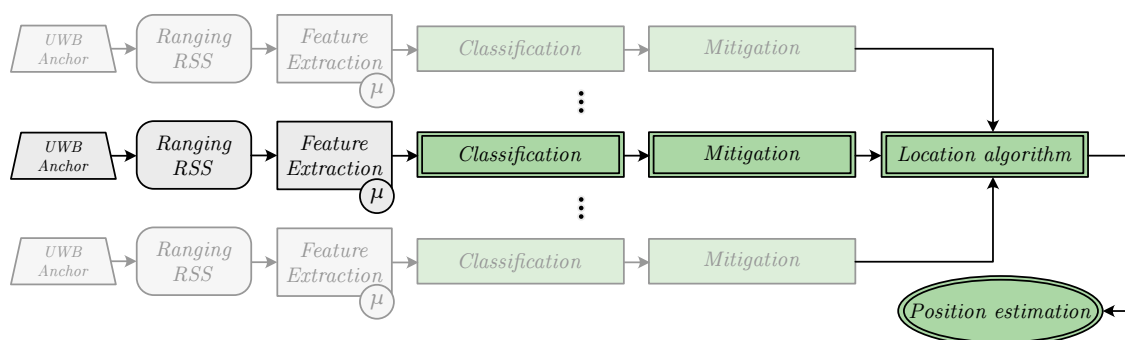 UWB
Anchor
Ranging
RSS
Feature
Extraction
μ
Classification
Mitigation
UWB
Anchor
Ranging
RSS
Feature
Extraction
μ
Classification
Mitigation
Location algorithm
UWB
Anchor
Ranging
RSS
Feature
Extraction
μ
Classification
Mitigation
Position estimation